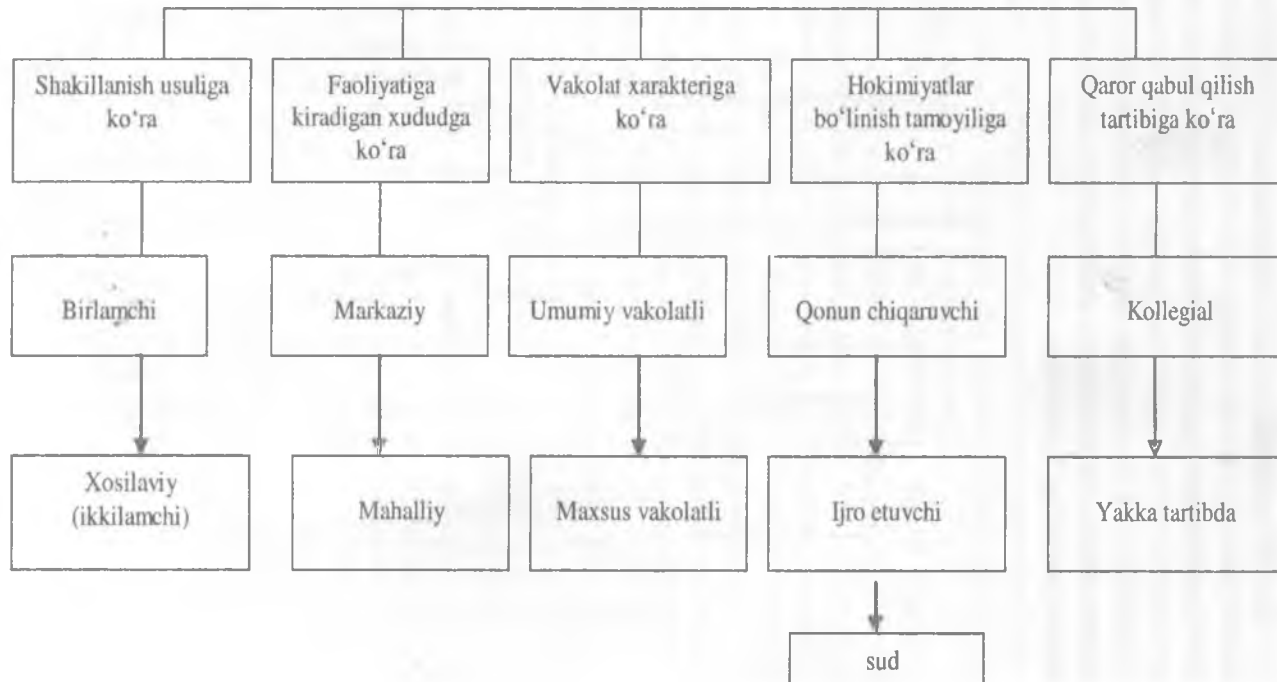 Shakillanish usuliga
ko‘ra
Faoliyatiga
kiradigan xududga
ko‘ra
Vakolat xarakteriga
ko‘ra
Hokimiyatlar
bo‘linish tamoyiliga
ko‘ra
Qaror qabul qilish
tartibiga ko‘ra
Birlamchi
Markaziy
Umumiy vakolatli
Qonun chiqaruvchi
Kollegial
Xosilaviy
(ikkilamchi)
Mahalliy
Maxsus vakolatli
Ijro etuvchi
Yakka tartibda
sud